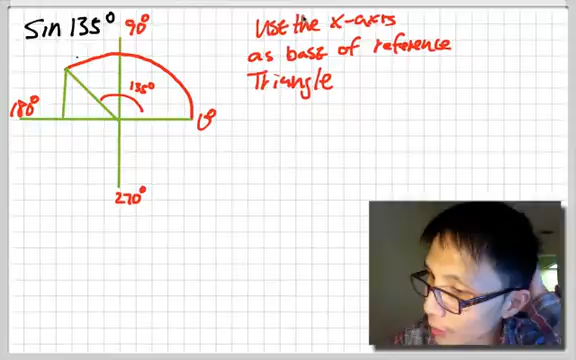 Sin 135°
90°
Use the x-axis
as base of reference
Triangle
135°
180°
0°
270°